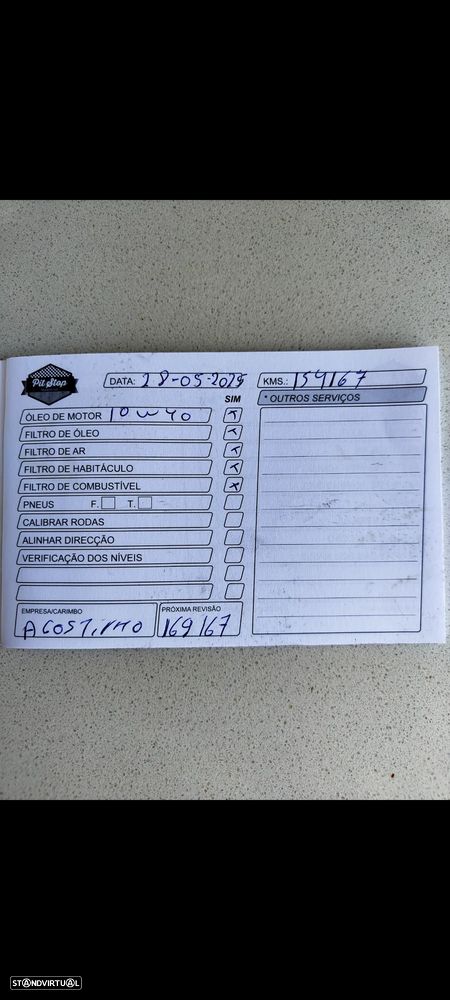 Pit Stop
DATA: 28-05-2025
KMS.: 154167
SIM
* OUTROS SERVIÇOS
ÓLEO DE MOTOR 10w40 X
FILTRO DE ÓLEO X
FILTRO DE AR X
FILTRO DE HABITÁCULO X
FILTRO DE COMBUSTÍVEL X
PNEUS F. T.
CALIBRAR RODAS
ALINHAR DIRECÇÃO
VERIFICAÇÃO DOS NÍVEIS
EMPRESA/CARIMBO
PRÓXIMA REVISÃO
169167
STANDVIRTUAL